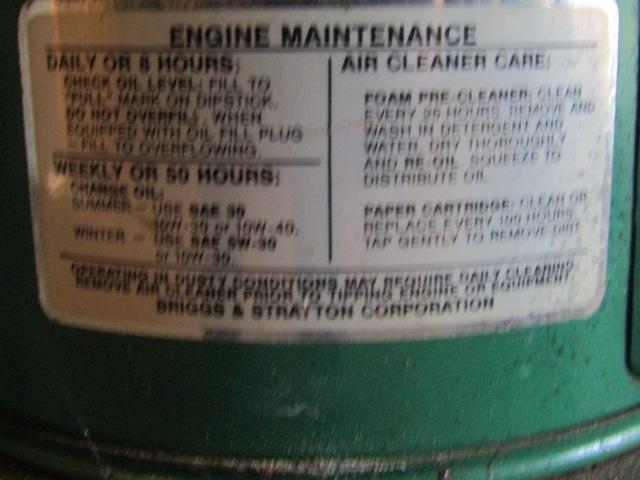 ENGINE MAINTENANCE
DAILY OR 8 HOURS:
CHECK OIL LEVEL: FILL TO
"FULL" MARK ON DIPSTICK.
DO NOT OVERFILL. WHEN
EQUIPPED WITH OIL FILL PLUG
– FILL TO OVERFLOWING.
WEEKLY OR 50 HOURS:
CHANGE OIL:
SUMMER – USE SAE 30
10W-30 or 10W-40.
WINTER – USE SAE 5W-30
or 10W-30.
AIR CLEANER CARE:
FOAM PRE-CLEANER: CLEAN
EVERY 25 HOURS. REMOVE AND
WASH IN DETERGENT AND
WATER. DRY THOROUGHLY
AND RE-OIL. SQUEEZE TO
DISTRIBUTE OIL.
PAPER CARTRIDGE: CLEAN OR
REPLACE EVERY 100 HOURS.
TAP GENTLY TO REMOVE DIRT.
OPERATING IN DUSTY CONDITIONS MAY REQUIRE DAILY CLEANING
REMOVE AIR CLEANER PRIOR TO TIPPING ENGINE OR EQUIPMENT
BRIGGS & STRATTON CORPORATION